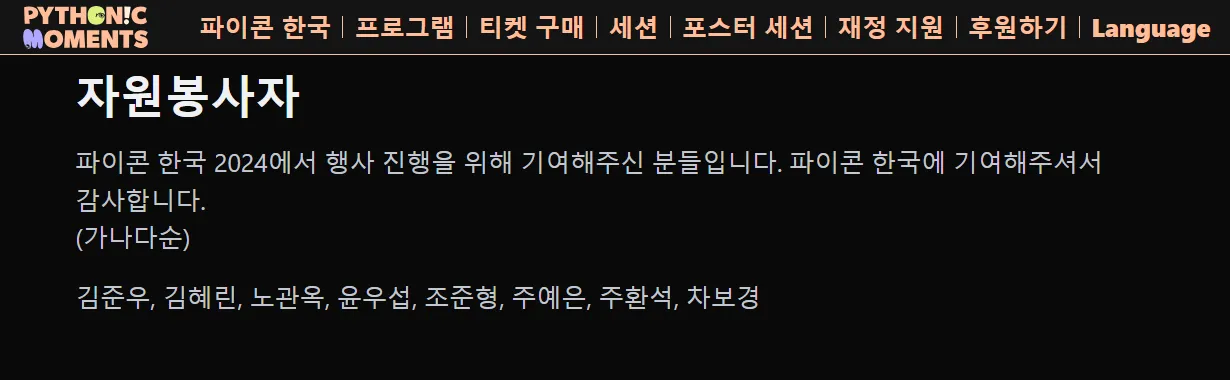 PYTHON!C
MOMENTS
파이콘 한국 | 프로그램 | 티켓 구매 | 세션 | 포스터 세션 | 재정 지원 | 후원하기 | Language
자원봉사자
파이콘 한국 2024에서 행사 진행을 위해 기여해주신 분들입니다. 파이콘 한국에 기여해주셔서
감사합니다.
(가나다순)
김준우, 김혜린, 노관옥, 윤우섭, 조준형, 주예은, 주환석, 차보경